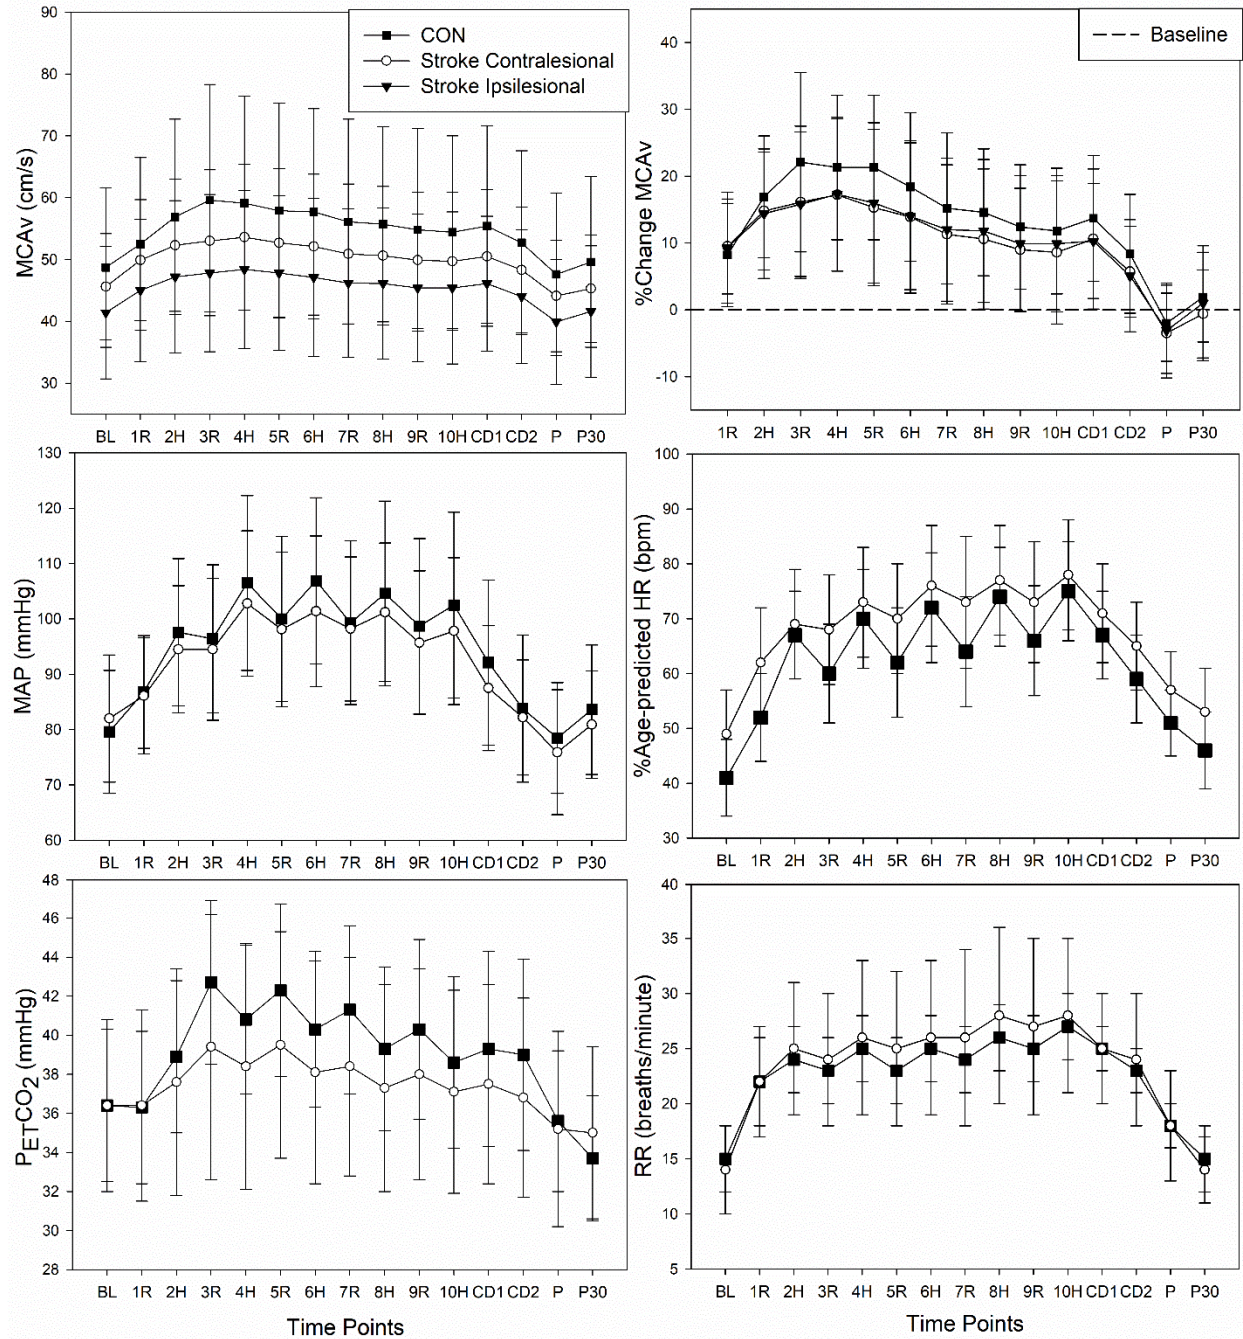 MCAv (cm/s)
90
80
70
60
50
40
30
CON
Stroke Contralesional
Stroke Ipsilesional
BL 1R 2H 3R 4H 5R 6H 7R 8H 9R 10H CD1 CD2 P P30
%Change MCAv
40
30
20
10
0
-10
Baseline
1R 2H 3R 4H 5R 6H 7R 8H 9R 10H CD1 CD2 P P30
MAP (mmHg)
130
120
110
100
90
80
70
60
BL 1R 2H 3R 4H 5R 6H 7R 8H 9R 10H CD1 CD2 P P30
%Age-predicted HR (bpm)
100
90
80
70
60
50
40
30
BL 1R 2H 3R 4H 5R 6H 7R 8H 9R 10H CD1 CD2 P P30
PETCO2 (mmHg)
48
46
44
42
40
38
36
34
32
30
28
BL 1R 2H 3R 4H 5R 6H 7R 8H 9R 10H CD1 CD2 P P30
Time Points
RR (breaths/minute)
40
35
30
25
20
15
10
5
BL 1R 2H 3R 4H 5R 6H 7R 8H 9R 10H CD1 CD2 P P30
Time Points